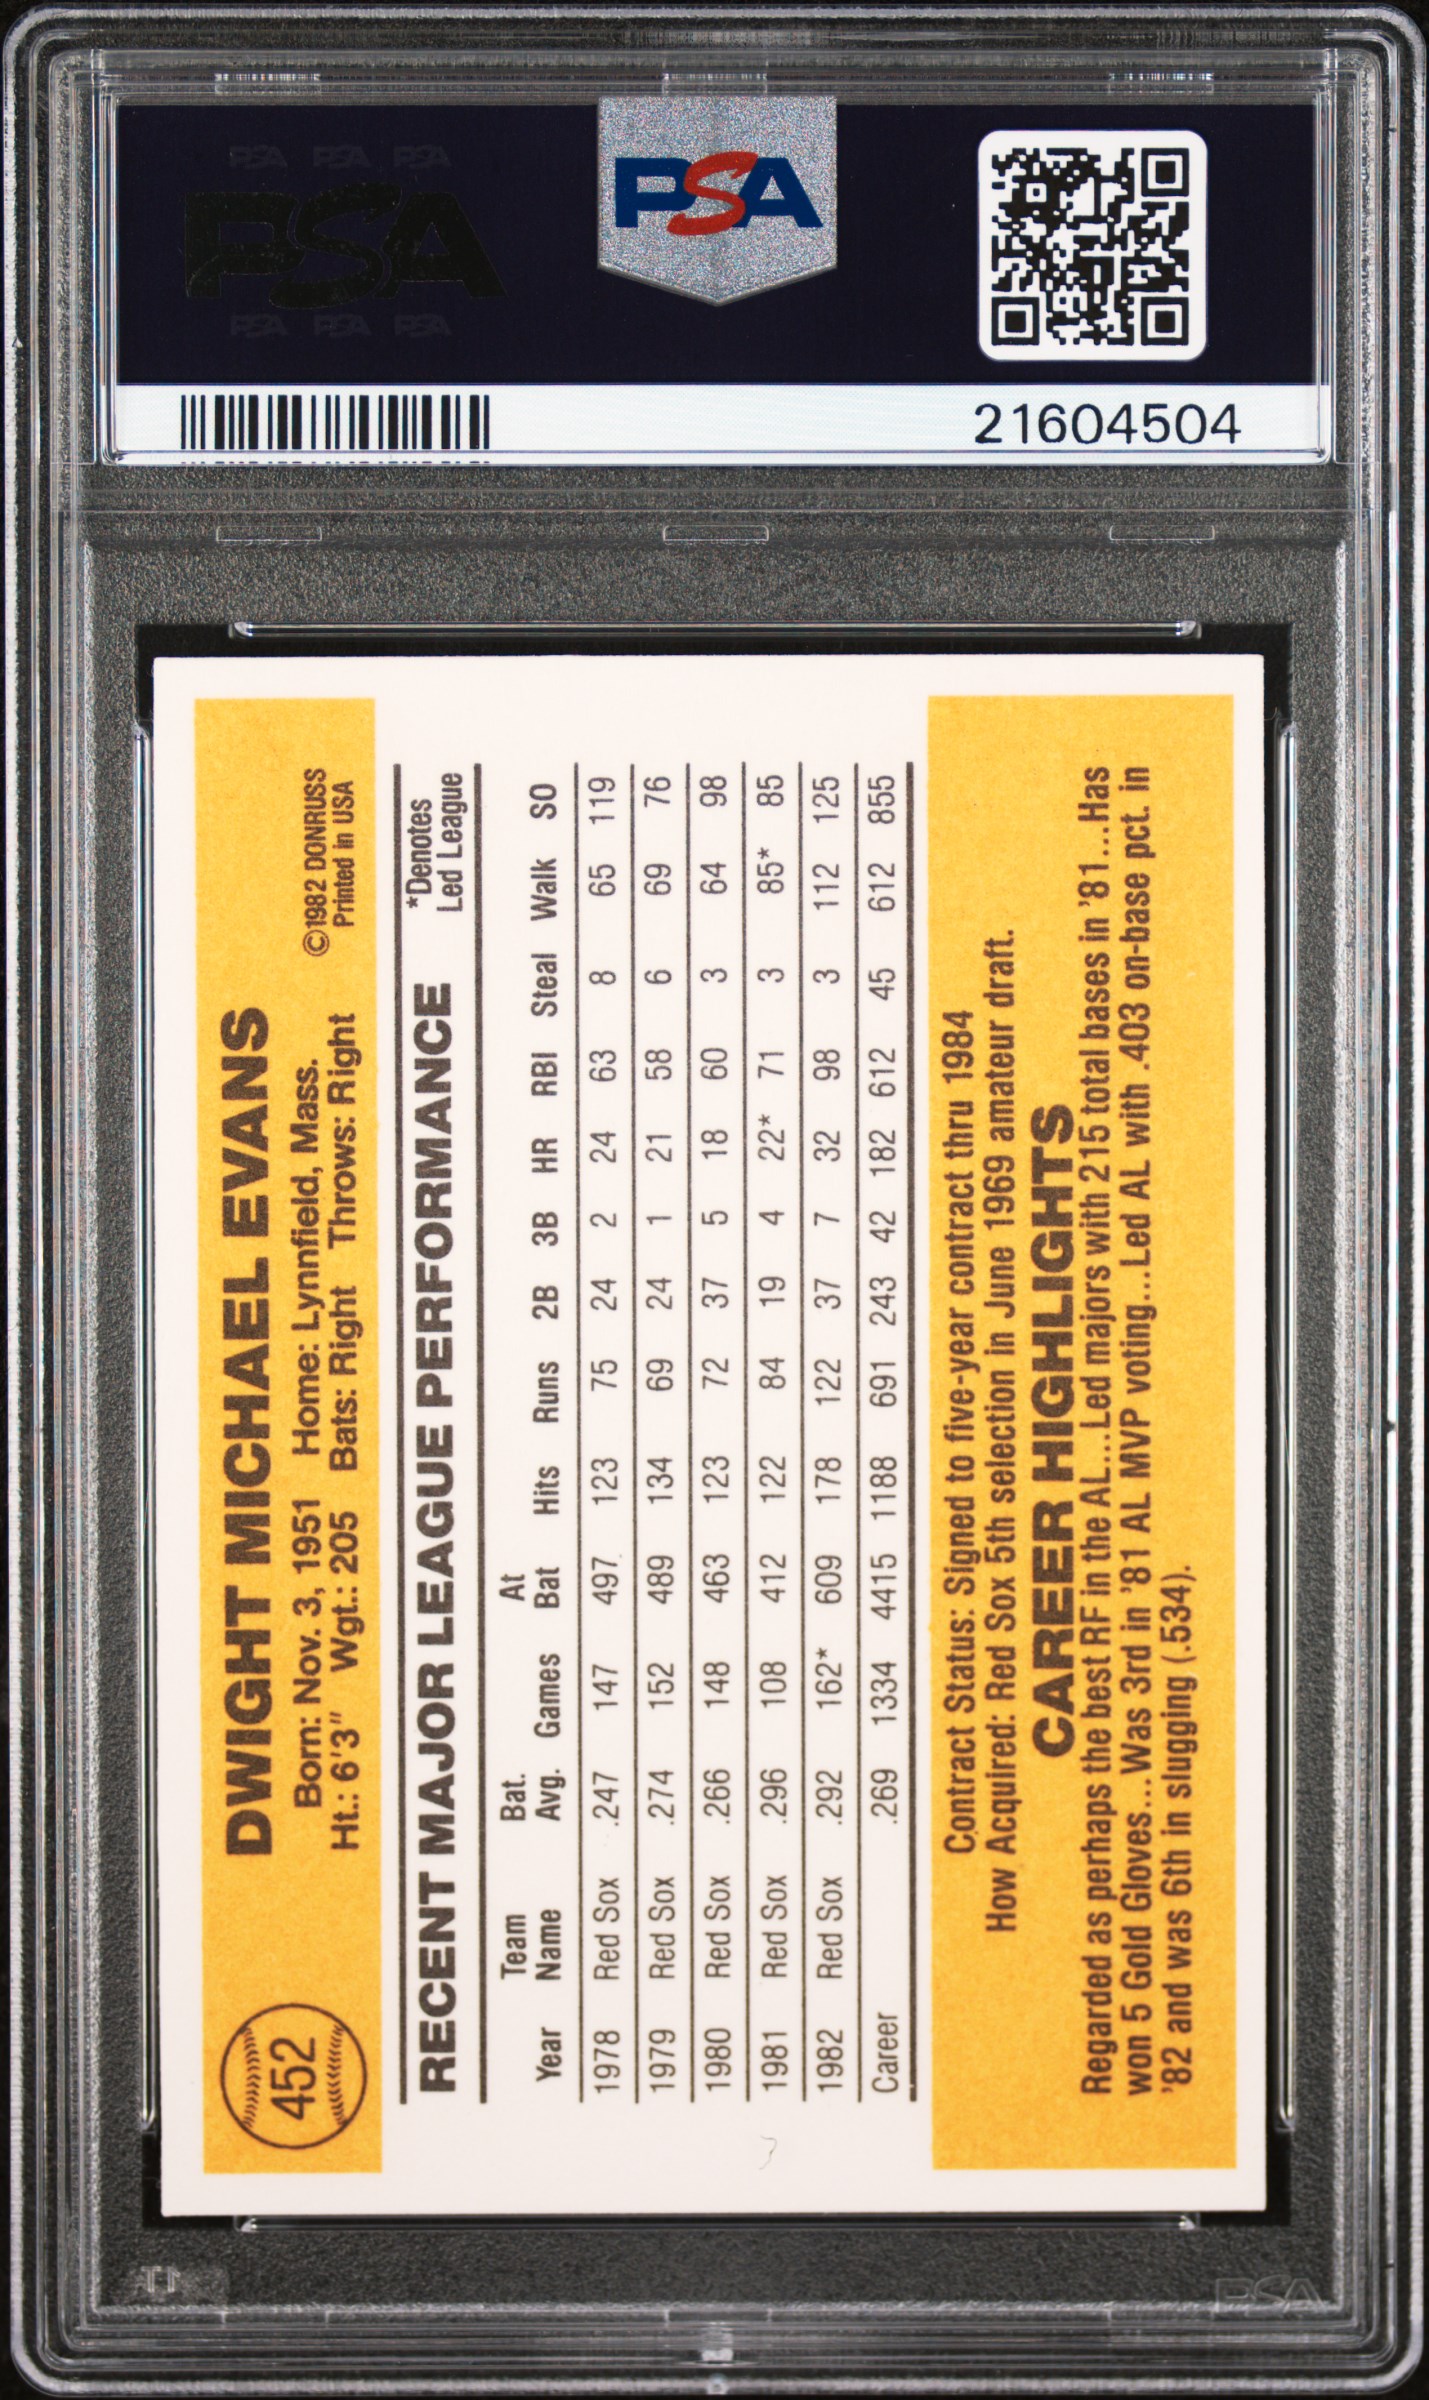 PSA PSA PSA
PSA
PSA PSA PSA
PSA
21604504
452
DWIGHT MICHAEL EVANS
Born: Nov. 3, 1951 Home: Lynnfield, Mass. ©1982 DONRUSS
Ht.: 6'3" Wgt.: 205 Bats: Right Throws: Right Printed in USA
RECENT MAJOR LEAGUE PERFORMANCE *Denotes Led League
Year Team Name Bat. Avg. Games At Bat Hits Runs 2B 3B HR RBI Steal Walk SO
1978 Red Sox .247 147 497 123 75 24 2 24 63 8 65 119
1979 Red Sox .274 152 489 134 69 24 1 21 58 6 69 76
1980 Red Sox .266 148 463 123 72 37 5 18 60 3 64 98
1981 Red Sox .296 108 412 122 84 19 4 22* 71 3 85* 85
1982 Red Sox .292 162* 609 178 122 37 7 32 98 3 112 125
Career .269 1334 4415 1188 691 243 42 182 612 45 612 855
Contract Status: Signed to five-year contract thru 1984
How Acquired: Red Sox 5th selection in June 1969 amateur draft.
CAREER HIGHLIGHTS
Regarded as perhaps the best RF in the AL...Led majors with 215 total bases in '81...Has
won 5 Gold Gloves...Was 3rd in '81 AL MVP voting...Led AL with .403 on-base pct. in
'82 and was 6th in slugging (.534).
PSA